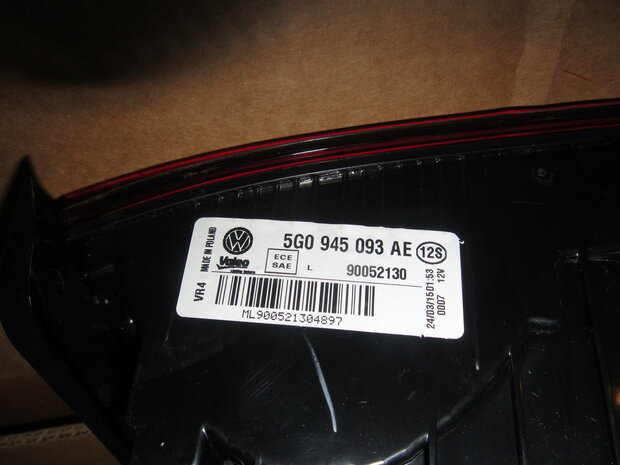 5G0 945 093 AE 12S
MADE IN POLAND
VW
Valeo
ECE
SAE
L
90052130
VR4
ML900521304897
24/03/15 01:53
0007 12V